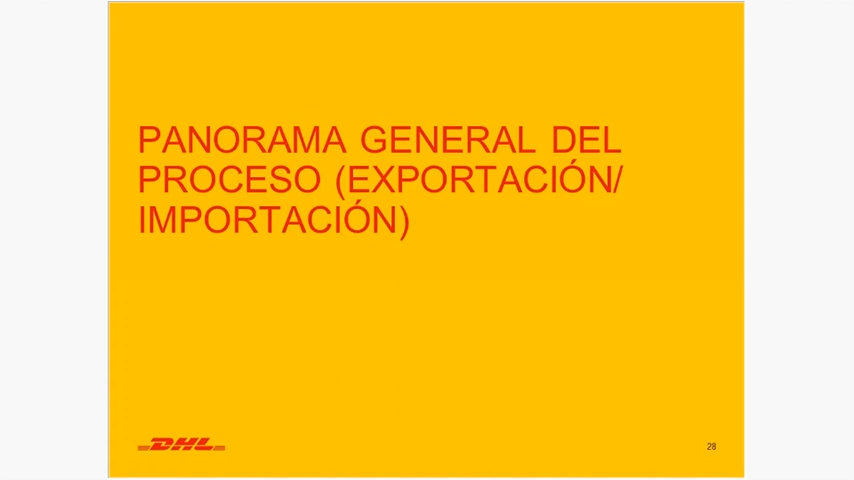 PANORAMA GENERAL DEL
PROCESO (EXPORTACIÓN/
IMPORTACIÓN)
DHL
28